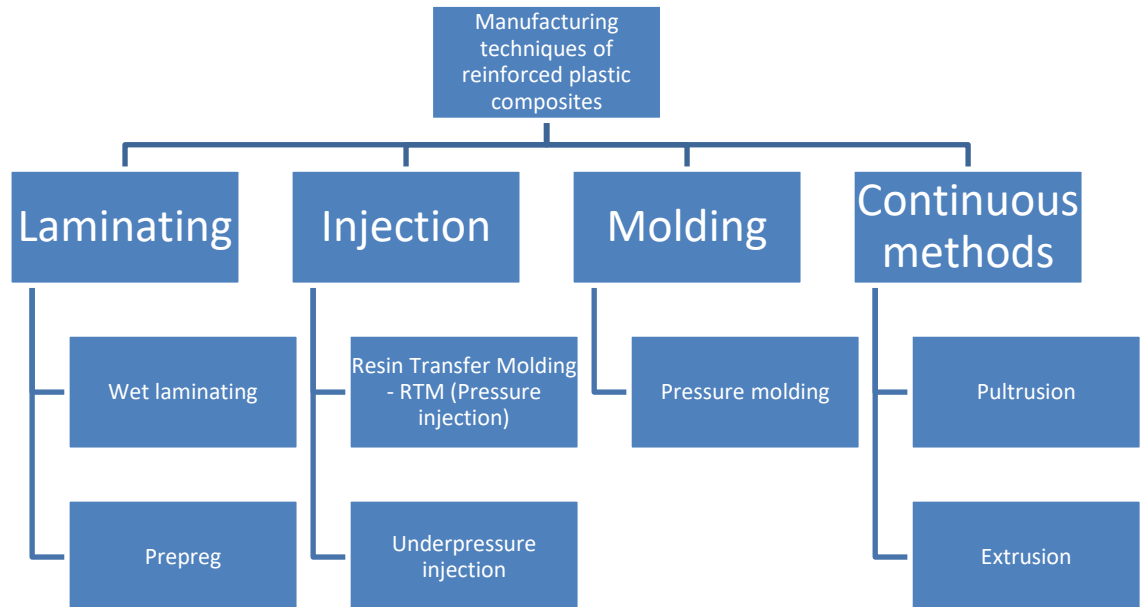 Manufacturing
techniques of
reinforced plastic
composites
Laminating
Injection
Molding
Continuous
methods
Wet laminating
Resin Transfer Molding
- RTM (Pressure
injection)
Pressure molding
Pultrusion
Prepreg
Underpressure
injection
Extrusion